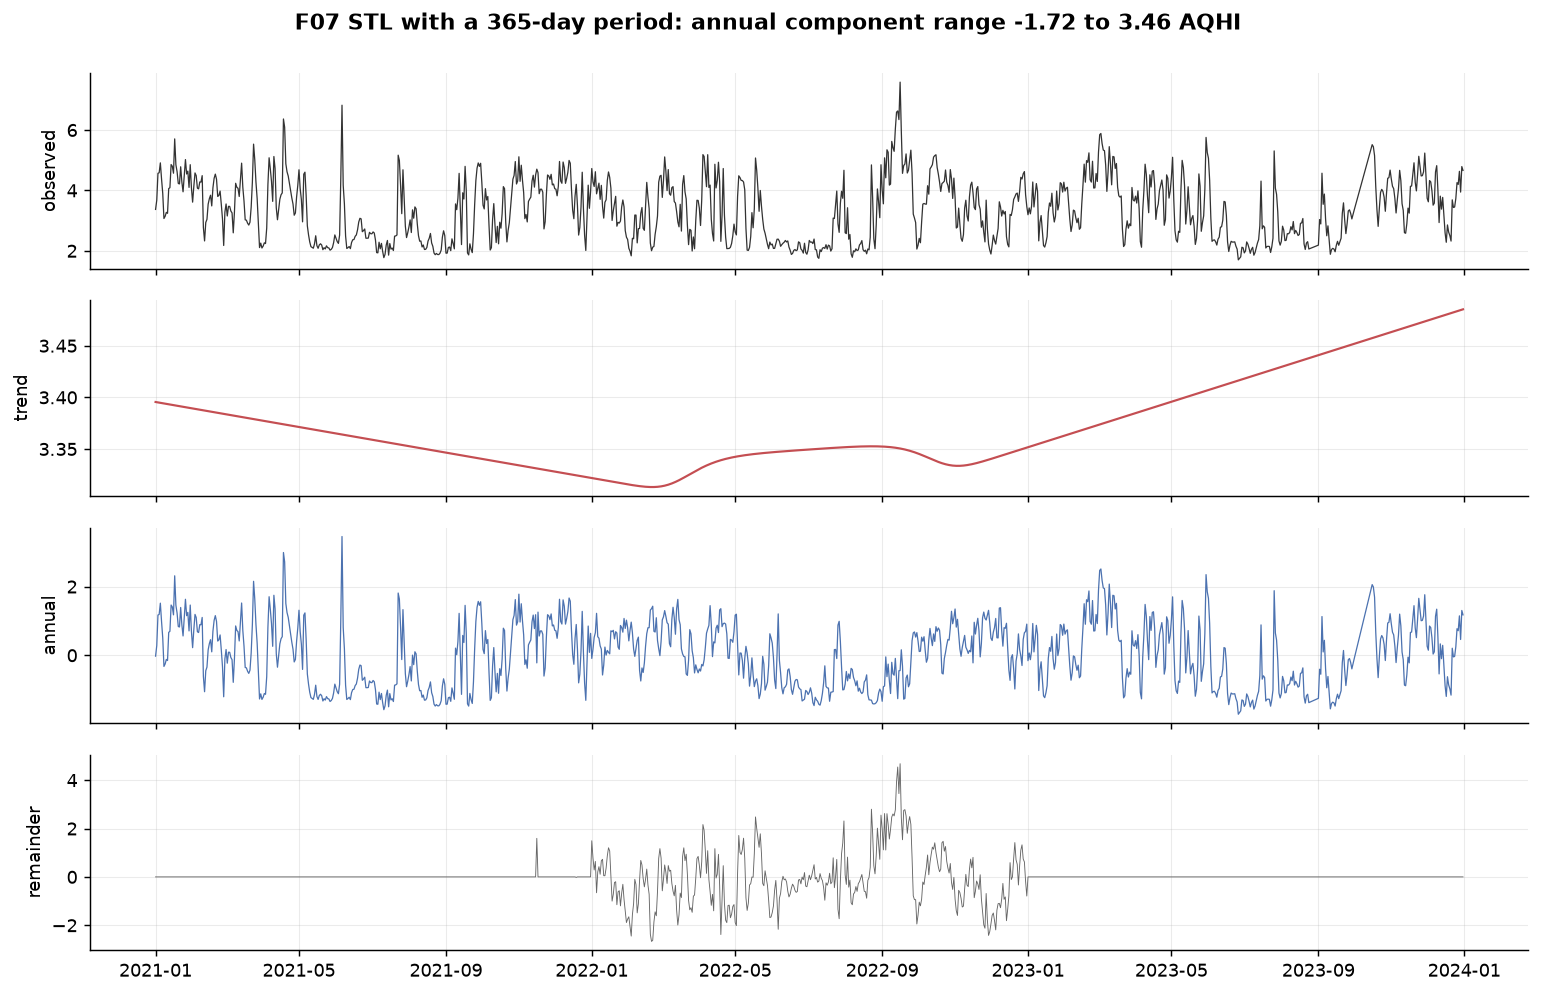 F07 STL with a 365-day period: annual component range -1.72 to 3.46 AQHI
observed
6
4
2
trend
3.45
3.40
3.35
annual
2
0
remainder
4
2
0
−2
2021-01 2021-05 2021-09 2022-01 2022-05 2022-09 2023-01 2023-05 2023-09 2024-01